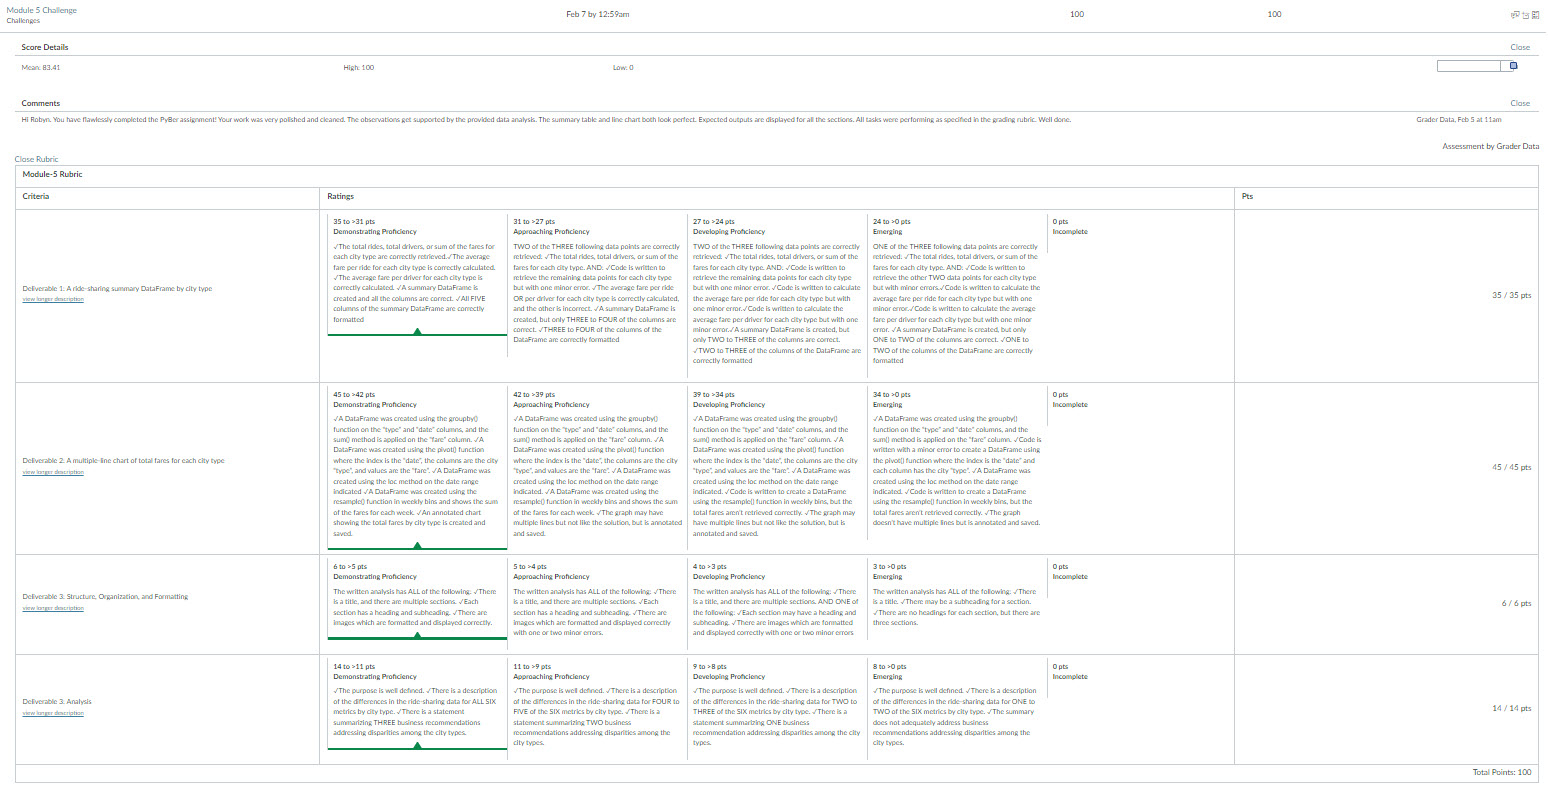 Module 5 Challenge
Challenges
Feb 7 by 12:59am
100
100
Score Details
Close
Mean: 83.41
High: 100
Low: 0
Comments
Close
Hi Robyn. You have flawlessly completed the PyBer assignment! Your work was very polished and cleaned. The observations get supported by the provided data analysis. The summary table and line chart both look perfect. Expected outputs are displayed for all the sections. All tasks were performing as specified in the grading rubric. Well done.
Grader Data, Feb 5 at 11am
Assessment by Grader Data
Close Rubric
Module-5 Rubric
Criteria
Ratings
Pts
Deliverable 1: A ride-sharing summary DataFrame by city type
view longer description
35 to >31 pts
Demonstrating Proficiency
✓The total rides, total drivers, or sum of the fares for
each city type are correctly retrieved.✓The average
fare per ride for each city type is correctly calculated.
✓The average fare per driver for each city type is
correctly calculated. ✓A summary DataFrame is
created and all the columns are correct. ✓All FIVE
columns of the summary DataFrame are correctly
formatted
31 to >27 pts
Approaching Proficiency
TWO of the THREE following data points are correctly
retrieved: ✓The total rides, total drivers, or sum of the
fares for each city type. AND: ✓Code is written to
retrieve the remaining data points for each city type
but with one minor error. ✓The average fare per ride
OR per driver for each city type is correctly calculated,
and the other is incorrect. ✓A summary DataFrame is
created, but only THREE to FOUR of the columns are
correct. ✓THREE to FOUR of the columns of the
DataFrame are correctly formatted
27 to >24 pts
Developing Proficiency
TWO of the THREE following data points are correctly
retrieved: ✓The total rides, total drivers, or sum of the
fares for each city type. AND: ✓Code is written to
retrieve the remaining data points for each city type
but with one minor error. ✓Code is written to calculate
the average fare per ride for each city type but with
one minor error.✓Code is written to calculate the
average fare per driver for each city type but with one
minor error.✓A summary DataFrame is created, but
only TWO to THREE of the columns are correct.
✓TWO to THREE of the columns of the DataFrame are
correctly formatted
24 to >0 pts
Emerging
ONE of the THREE following data points are correctly
retrieved: ✓The total rides, total drivers, or sum of the
fares for each city type. AND: ✓Code is written to
retrieve the other TWO data points for each city type
but with minor errors.✓Code is written to calculate the
average fare per ride for each city type but with one
minor error.✓Code is written to calculate the average
fare per driver for each city type but with one minor
error. ✓A summary DataFrame is created, but only
ONE to TWO of the columns are correct. ✓ONE to
TWO of the columns of the DataFrame are correctly
formatted
0 pts
Incomplete
35 / 35 pts
Deliverable 2. A multiple-line chart of total fares for each city type
view longer description
45 to >42 pts
Demonstrating Proficiency
✓A DataFrame was created using the groupby()
function on the "type" and "date" columns, and the
sum() method is applied on the "fare" column. ✓A
DataFrame was created using the pivot() function
where the index is the "date", the columns are the city
"type", and values are the "fare". ✓A DataFrame was
created using the loc method on the date range
indicated ✓A DataFrame was created using the
resample() function in weekly bins and shows the sum
of the fares for each week. ✓An annotated chart
showing the total fares by city type is created and
saved.
42 to >39 pts
Approaching Proficiency
✓A DataFrame was created using the groupby()
function on the "type" and "date" columns, and the
sum() method is applied on the "fare" column. ✓A
DataFrame was created using the pivot() function
where the index is the "date", the columns are the city
"type", and values are the "fare". ✓A DataFrame was
created using the loc method on the date range
indicated. ✓A DataFrame was created using the
resample() function in weekly bins and shows the sum
of the fares for each week. ✓The graph may have
multiple lines but not like the solution, but is annotated
and saved.
39 to >34 pts
Developing Proficiency
✓A DataFrame was created using the groupby()
function on the "type" and "date" columns, and the
sum() method is applied on the "fare" column. ✓A
DataFrame was created using the pivot() function
where the index is the "date", the columns are the city
"type", and values are the "fare". ✓A DataFrame was
created using the loc method on the date range
indicated. ✓Code is written to create a DataFrame
using the resample() function in weekly bins, but the
total fares aren't retrieved correctly. ✓The graph may
have multiple lines but not like the solution, but is
annotated and saved.
34 to >0 pts
Emerging
✓A DataFrame was created using the groupby()
function on the "type" and "date" columns, and the
sum() method is applied on the "fare" column. ✓Code is
written with a minor error to create a DataFrame using
the pivot() function where the index is the "date" and
each column has the city "type". ✓A DataFrame was
created using the loc method on the date range
indicated. ✓Code is written to create a DataFrame
using the resample() function in weekly bins, but the
total fares aren't retrieved correctly. ✓The graph
doesn't have multiple lines but is annotated and saved.
0 pts
Incomplete
45 / 45 pts
Deliverable 3: Structure, Organization, and Formatting
view longer description
6 to >5 pts
Demonstrating Proficiency
The written analysis has ALL of the following: ✓There
is a title, and there are multiple sections. ✓Each
section has a heading and subheading. ✓There are
images which are formatted and displayed correctly.
5 to >4 pts
Approaching Proficiency
The written analysis has ALL of the following: ✓There
is a title, and there are multiple sections. ✓Each
section has a heading and subheading. ✓There are
images which are formatted and displayed correctly
with one or two minor errors.
4 to >3 pts
Developing Proficiency
The written analysis has ALL of the following: ✓There
is a title, and there are multiple sections. AND ONE of
the following: ✓Each section may have a heading and
subheading. ✓There are images which are formatted
and displayed correctly with one or two minor errors
3 to >0 pts
Emerging
The written analysis has ALL of the following: ✓There
is a title. ✓There may be a subheading for a section.
✓There are no headings for each section, but there are
three sections.
0 pts
Incomplete
6 / 6 pts
Deliverable 3: Analysis
view longer description
14 to >11 pts
Demonstrating Proficiency
✓The purpose is well defined. ✓There is a description
of the differences in the ride-sharing data for ALL SIX
metrics by city type. ✓There is a statement
summarizing THREE business recommendations
addressing disparities among the city types.
11 to >9 pts
Approaching Proficiency
✓The purpose is well defined. ✓There is a description
of the differences in the ride-sharing data for FOUR to
FIVE of the SIX metrics by city type. ✓There is a
statement summarizing TWO business
recommendations addressing disparities among the
city types.
9 to >8 pts
Developing Proficiency
✓The purpose is well defined. ✓There is a description
of the differences in the ride-sharing data for TWO to
THREE of the SIX metrics by city type. ✓There is a
statement summarizing ONE business
recommendation addressing disparities among the city
types.
8 to >0 pts
Emerging
✓The purpose is well defined. ✓There is a description
of the differences in the ride-sharing data for ONE to
TWO of the SIX metrics by city type. ✓The summary
does not adequately address business
recommendations addressing disparities among the
city types.
0 pts
Incomplete
14 / 14 pts
Total Points: 100